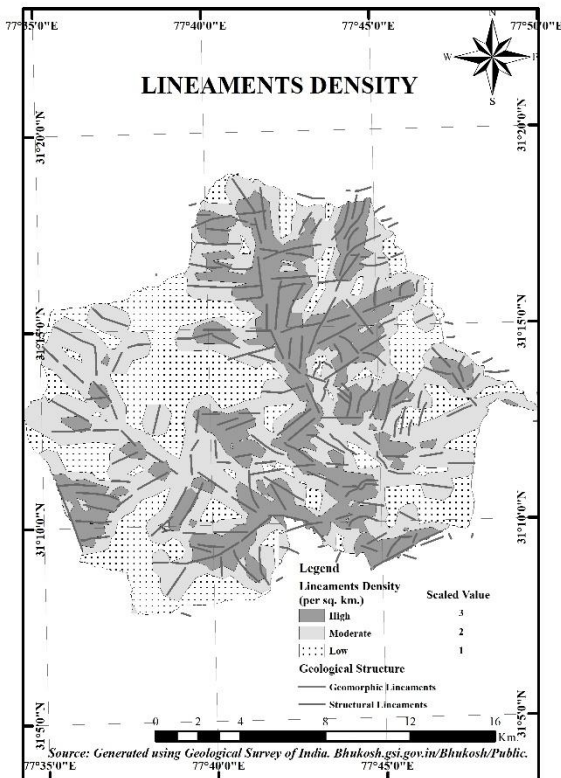 77°35'0"E 77°40'0"E 77°45'0"E 77°50'0"E
N
W E
S
LINEAMENTS DENSITY
31°20'0"N 31°20'0"N
31°15'0"N 31°15'0"N
31°10'0"N 31°10'0"N
Legend
Lineaments Density
(per sq. km.) Scaled Value
High 3
Moderate 2
Low 1
Geological Structure
Geomorphic Lineaments
Structural Lineaments
31°5'0"N 31°5'0"N
0 2 4 8 12 16
Km.
Source: Generated using Geological Survey of India. Bhukosh.gsi.gov.in/Bhukosh/Public.
77°35'0"E 77°40'0"E 77°45'0"E